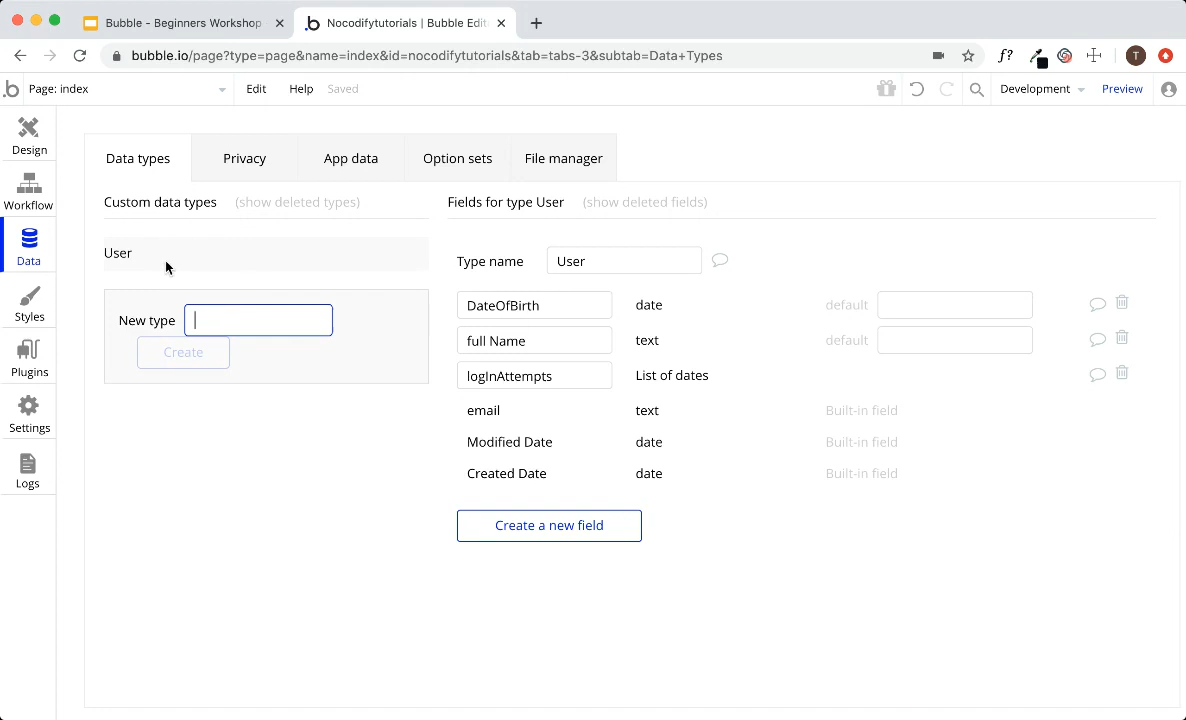 Bubble - Beginners Workshop
Nocodifytutorials | Bubble Edit
bubble.io/page?type=page&name=index&id=nocodifytutorials&tab=tabs-3&subtab=Data+Types
f?
T
.b
Page: index
Edit
Help
Saved
Development
Preview
Design
Workflow
Data
Styles
Plugins
Settings
Logs
Data types
Privacy
App data
Option sets
File manager
Custom data types
(show deleted types)
User
New type
Create
Fields for type User
(show deleted fields)
Type name
User
DateOfBirth date default
full Name text default
logInAttempts List of dates
email text Built-in field
Modified Date date Built-in field
Created Date date Built-in field
Create a new field